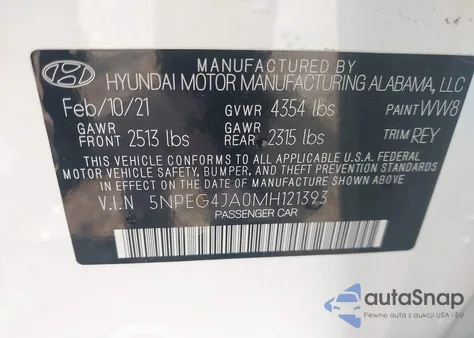 MANUFACTURED BY
HYUNDAI MOTOR MANUFACTURING ALABAMA, LLC
Feb/10/21 GVWR 4354 lbs PAINT WW8
GAWR FRONT 2513 lbs GAWR REAR 2315 lbs TRIM REY
THIS VEHICLE CONFORMS TO ALL APPLICABLE U.S.A. FEDERAL
MOTOR VEHICLE SAFETY, BUMPER, AND THEFT PREVENTION STANDARDS
IN EFFECT ON THE DATE OF MANUFACTURE SHOWN ABOVE.
V.I.N 5NPEG4JA0MH121393
PASSENGER CAR
autoSnap
Pewne auta z aukcji USA i EU